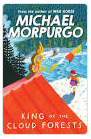 From the author of WAR HORSE
MICHAEL
MORPURGO
KING OF THE
CLOUD FORESTS